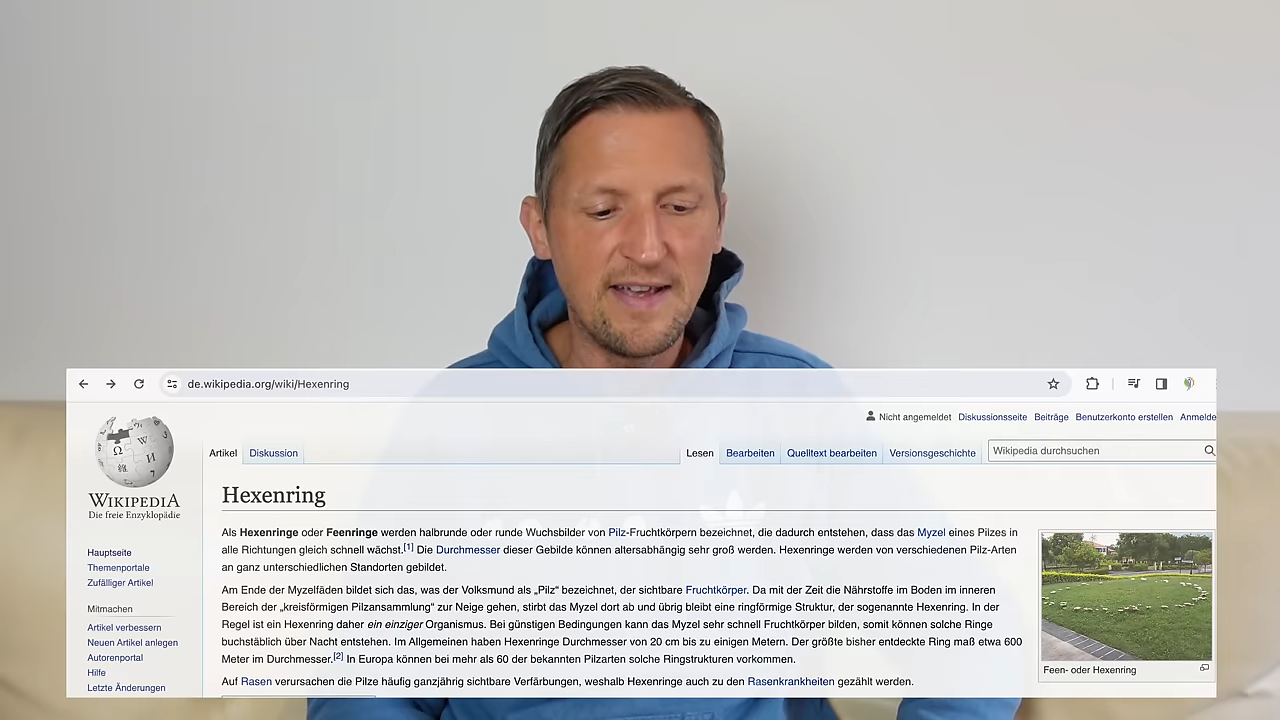 de.wikipedia.org/wiki/Hexenring
Nicht angemeldet Diskussionsseite Beiträge Benutzerkonto erstellen Anmelde
Artikel Diskussion Lesen Bearbeiten Quelltext bearbeiten Versionsgeschichte Wikipedia durchsuchen
WIKIPEDIA
Die freie Enzyklopädie
Hauptseite
Themenportale
Zufälliger Artikel
Mitmachen
Artikel verbessern
Neuen Artikel anlegen
Autorenportal
Hilfe
Letzte Änderungen
Hexenring
Als Hexenringe oder Feenringe werden halbrunde oder runde Wuchsbilder von Pilz-Fruchtkörpern bezeichnet, die dadurch entstehen, dass das Myzel eines Pilzes in
alle Richtungen gleich schnell wächst.[1] Die Durchmesser dieser Gebilde können altersabhängig sehr groß werden. Hexenringe werden von verschiedenen Pilz-Arten
an ganz unterschiedlichen Standorten gebildet.
Am Ende der Myzelfäden bildet sich das, was der Volksmund als „Pilz“ bezeichnet, der sichtbare Fruchtkörper. Da mit der Zeit die Nährstoffe im Boden im inneren
Bereich der „kreisförmigen Pilzansammlung“ zur Neige gehen, stirbt das Myzel dort ab und übrig bleibt eine ringförmige Struktur, der sogenannte Hexenring. In der
Regel ist ein Hexenring daher ein einziger Organismus. Bei günstigen Bedingungen kann das Myzel sehr schnell Fruchtkörper bilden, somit können solche Ringe
buchstäblich über Nacht entstehen. Im Allgemeinen haben Hexenringe Durchmesser von 20 cm bis zu einigen Metern. Der größte bisher entdeckte Ring maß etwa 600
Meter im Durchmesser.[2] In Europa können bei mehr als 60 der bekannten Pilzarten solche Ringstrukturen vorkommen.
Auf Rasen verursachen die Pilze häufig ganzjährig sichtbare Verfärbungen, weshalb Hexenringe auch zu den Rasenkrankheiten gezählt werden.
Feen- oder Hexenring